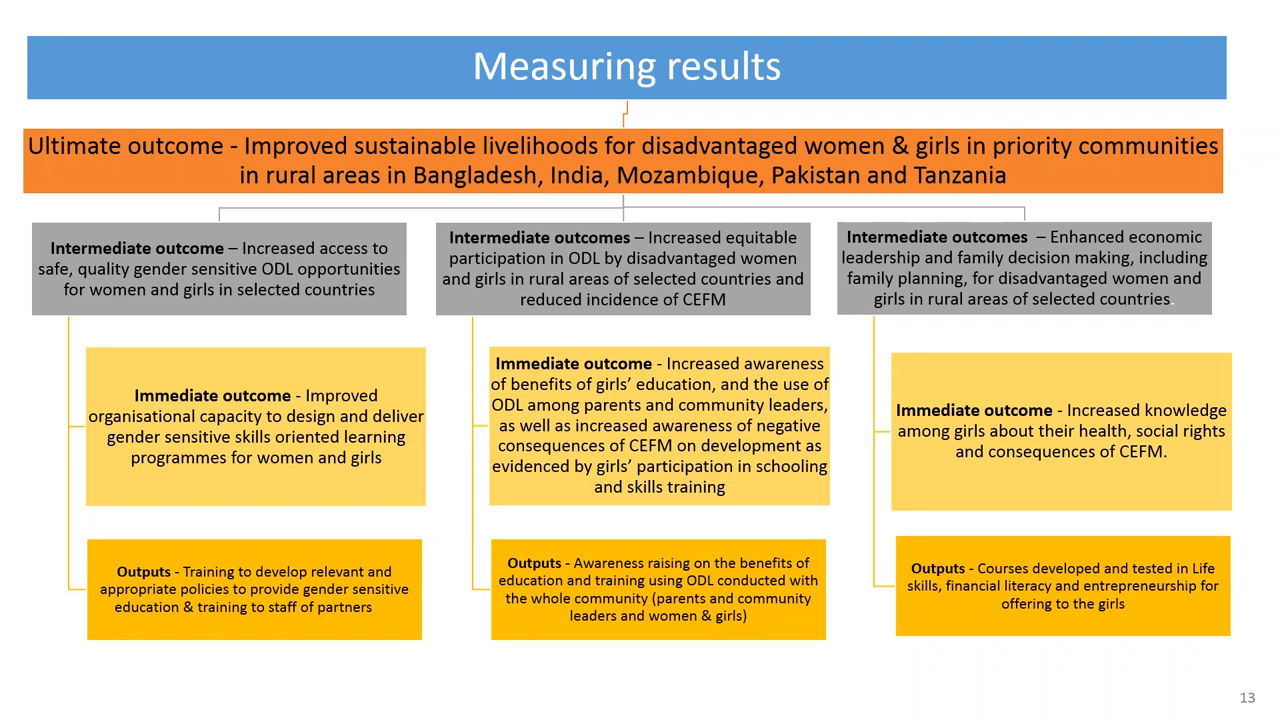 Measuring results
Ultimate outcome - Improved sustainable livelihoods for disadvantaged women & girls in priority communities
in rural areas in Bangladesh, India, Mozambique, Pakistan and Tanzania
Intermediate outcome – Increased access to
safe, quality gender sensitive ODL opportunities
for women and girls in selected countries
Intermediate outcomes – Increased equitable
participation in ODL by disadvantaged women
and girls in rural areas of selected countries and
reduced incidence of CEFM
Intermediate outcomes – Enhanced economic
leadership and family decision making, including
family planning, for disadvantaged women and
girls in rural areas of selected countries.
Immediate outcome - Improved
organisational capacity to design and deliver
gender sensitive skills oriented learning
programmes for women and girls
Immediate outcome - Increased awareness
of benefits of girls’ education, and the use of
ODL among parents and community leaders,
as well as increased awareness of negative
consequences of CEFM on development as
evidenced by girls’ participation in schooling
and skills training
Immediate outcome - Increased knowledge
among girls about their health, social rights
and consequences of CEFM.
Outputs - Training to develop relevant and
appropriate policies to provide gender sensitive
education & training to staff of partners
Outputs - Awareness raising on the benefits of
education and training using ODL conducted with
the whole community (parents and community
leaders and women & girls)
Outputs - Courses developed and tested in Life
skills, financial literacy and entrepreneurship for
offering to the girls
13